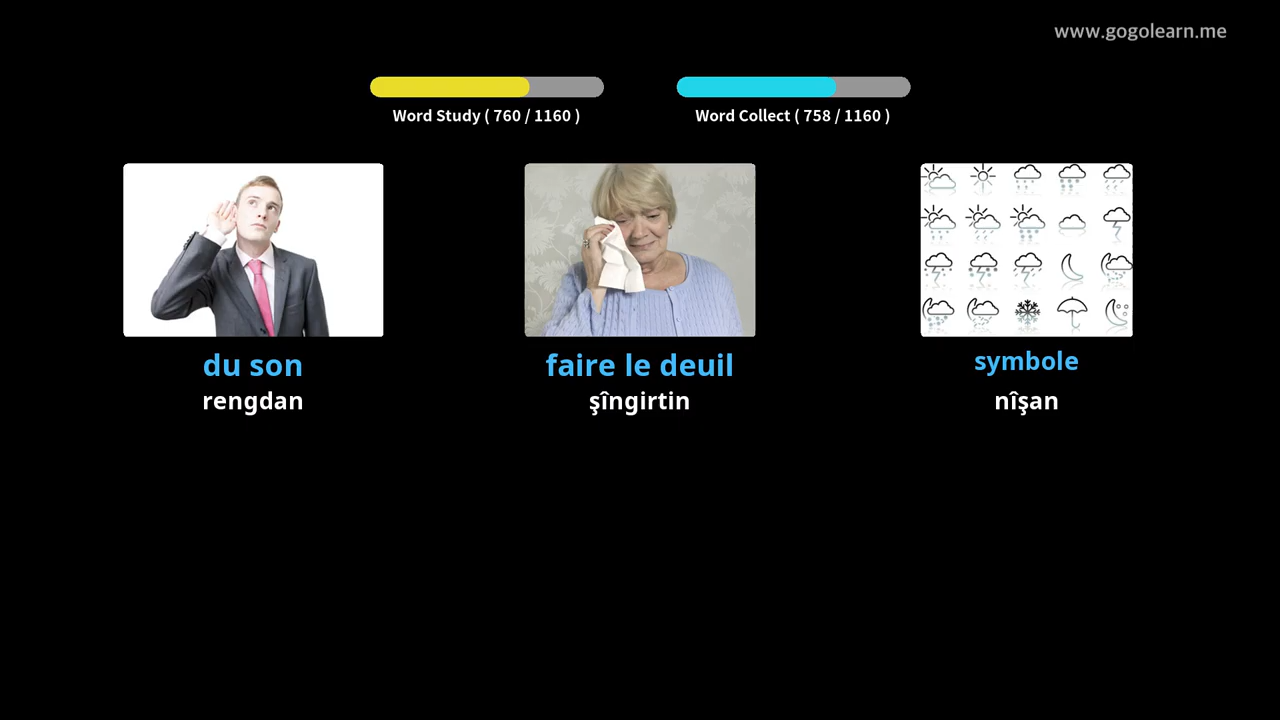 www.gogolearn.me
Word Study ( 760 / 1160 )
Word Collect ( 758 / 1160 )
du son
rengdan
faire le deuil
şîngirtin
symbole
nîşan